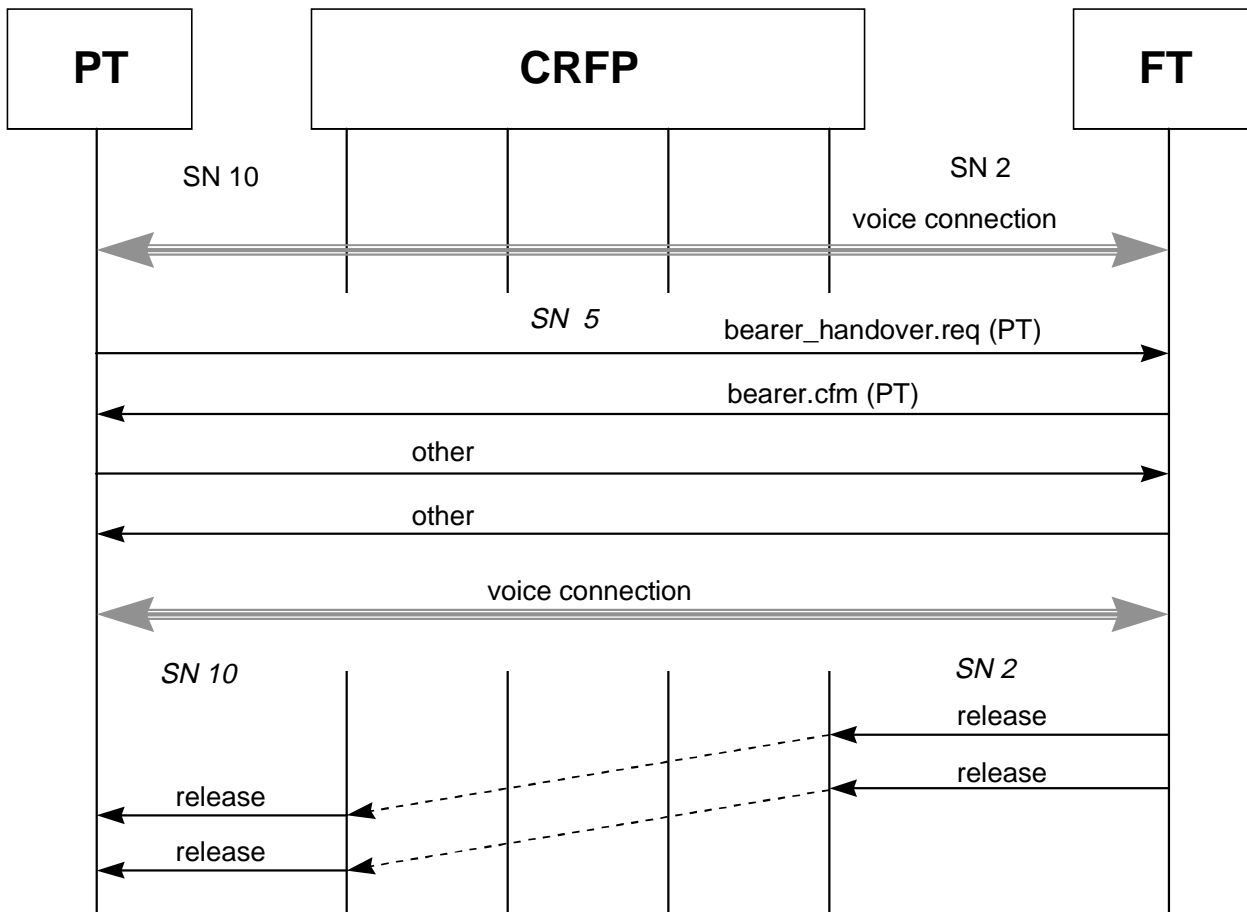 PT
CRFP
FT
SN 10
SN 2
voice connection
SN 5
bearer_handover.req (PT)
bearer.cfm (PT)
other
other
voice connection
SN 10
SN 2
release
release
release
release